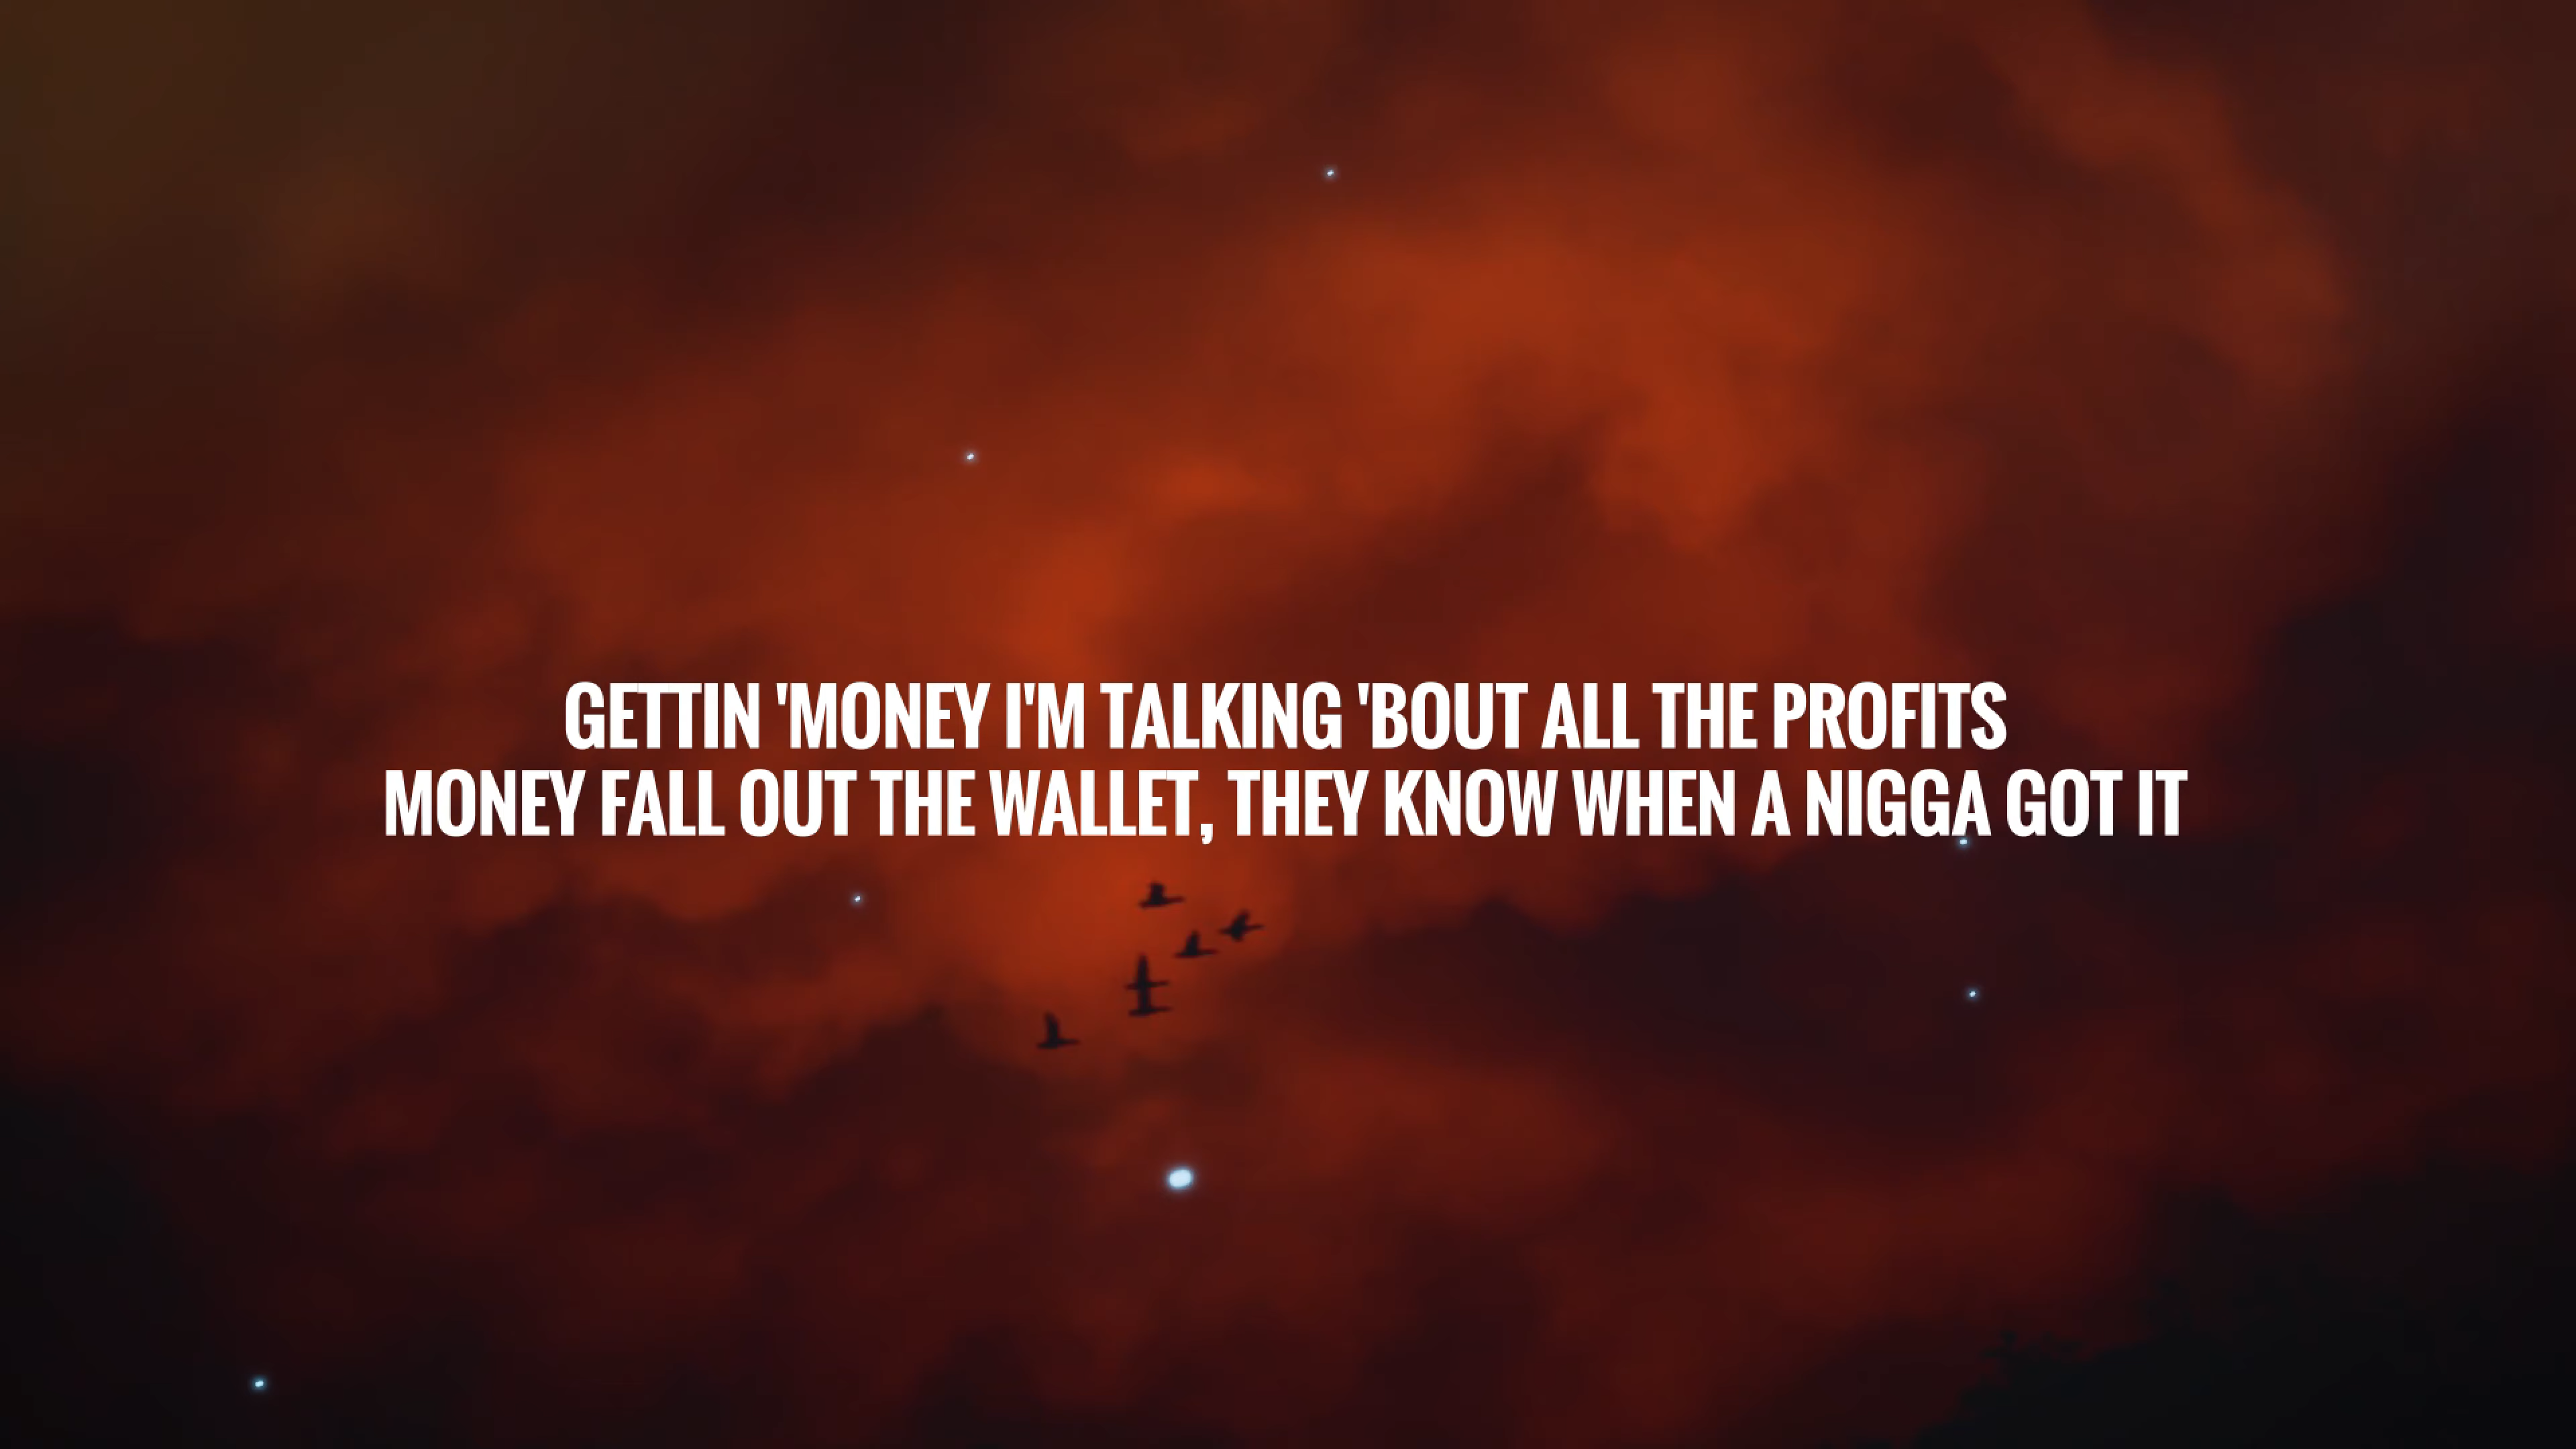 GETTIN 'MONEY I'M TALKING 'BOUT ALL THE PROFITS
MONEY FALL OUT THE WALLET, THEY KNOW WHEN A NIGGA GOT IT